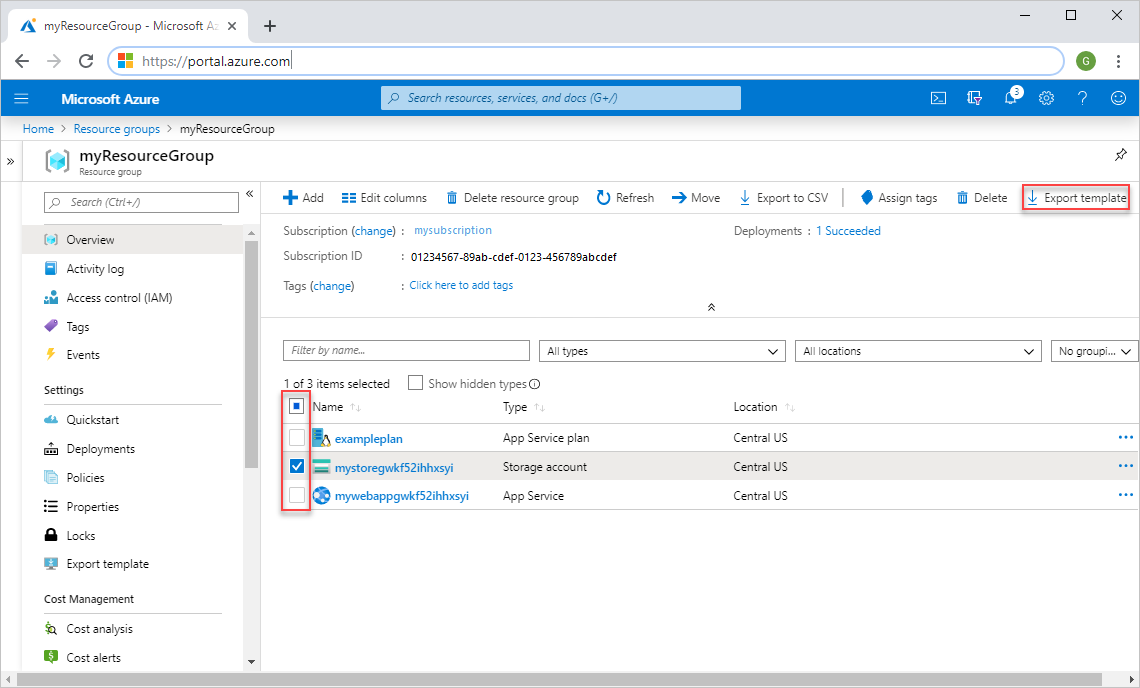 myResourceGroup - Microsoft Az
https://portal.azure.com
G
Microsoft Azure
Search resources, services, and docs (G+/)
3
Home > Resource groups > myResourceGroup
»
myResourceGroup
Resource group
Search (Ctrl+/)
«
Overview
Activity log
Access control (IAM)
Tags
Events
Settings
Quickstart
Deployments
Policies
Properties
Locks
Export template
Cost Management
Cost analysis
Cost alerts
Add Edit columns Delete resource group Refresh Move Export to CSV Assign tags Delete Export template
Subscription (change) : mysubscription Deployments : 1 Succeeded
Subscription ID : 01234567-89ab-cdef-0123-456789abcdef
Tags (change) : Click here to add tags
Filter by name... All types All locations No groupi...
1 of 3 items selected Show hidden types
Name Type Location
exampleplan App Service plan Central US
mystoregwkf52ihhxsyi Storage account Central US
mywebappgwkf52ihhxsyi App Service Central US